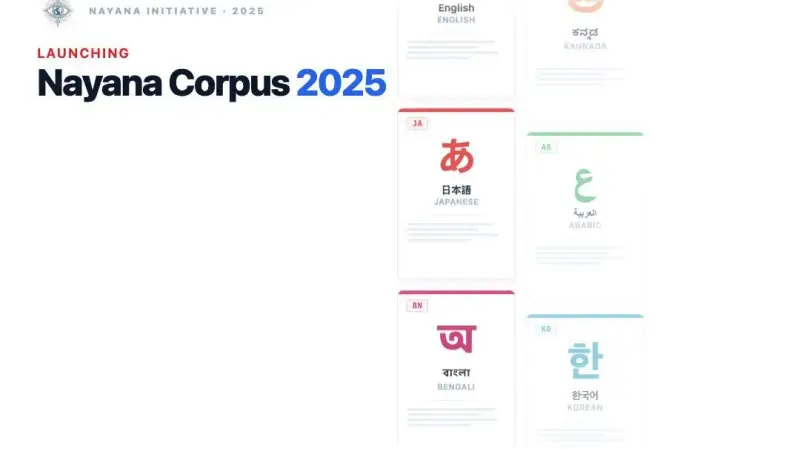 NAYANA INITIATIVE · 2025
LAUNCHING
Nayana Corpus 2025
English
ENGLISH
JA
あ
日本語
JAPANESE
BN
অ
বাংলা
BENGALI
ಕನ್ನಡ
KANNADA
AR
ع
العربية
ARABIC
KO
한
한국어
KOREAN